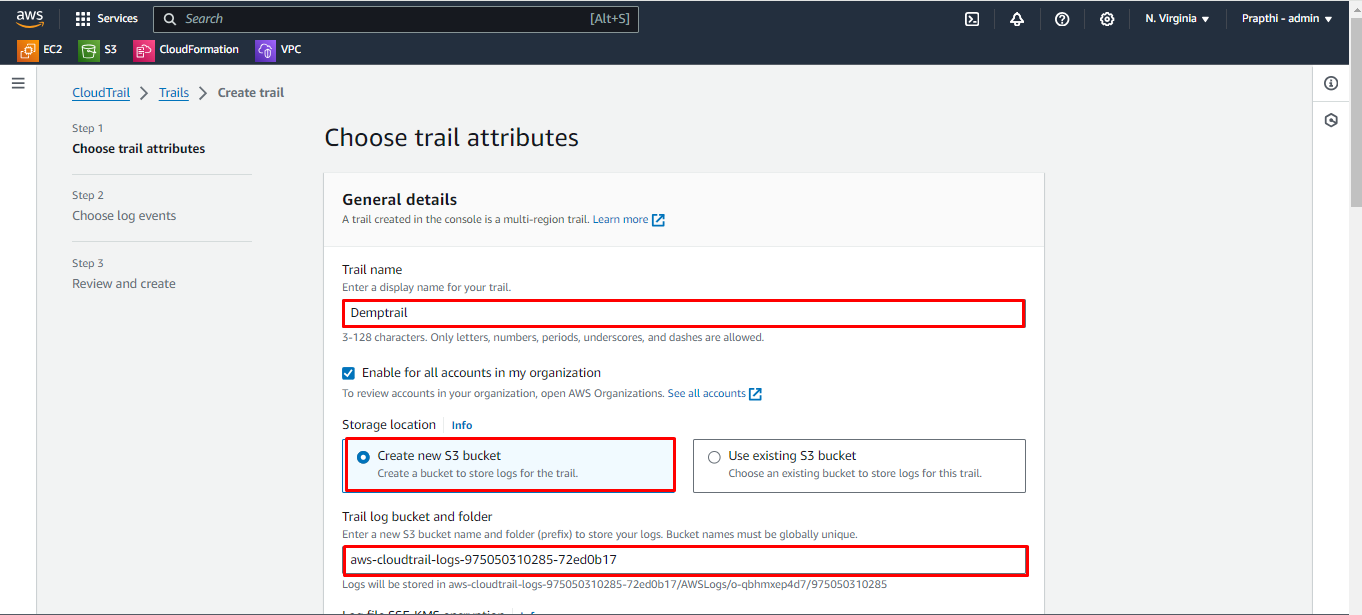 aws
Services
Search
[Alt+S]
N. Virginia
Prapthi - admin
EC2
S3
CloudFormation
VPC
CloudTrail
Trails
Create trail
Step 1
Choose trail attributes
Step 2
Choose log events
Step 3
Review and create
Choose trail attributes
General details
A trail created in the console is a multi-region trail. Learn more
Trail name
Enter a display name for your trail.
Demptrail
3-128 characters. Only letters, numbers, periods, underscores, and dashes are allowed.
Enable for all accounts in my organization
To review accounts in your organization, open AWS Organizations. See all accounts
Storage location
Info
Create new S3 bucket
Create a bucket to store logs for the trail.
Use existing S3 bucket
Choose an existing bucket to store logs for this trail.
Trail log bucket and folder
Enter a new S3 bucket name and folder (prefix) to store your logs. Bucket names must be globally unique.
aws-cloudtrail-logs-975050310285-72ed0b17
Logs will be stored in aws-cloudtrail-logs-975050310285-72ed0b17/AWSLogs/o-qbhmxep4d7/975050310285
Log file SSE-KMS encryption